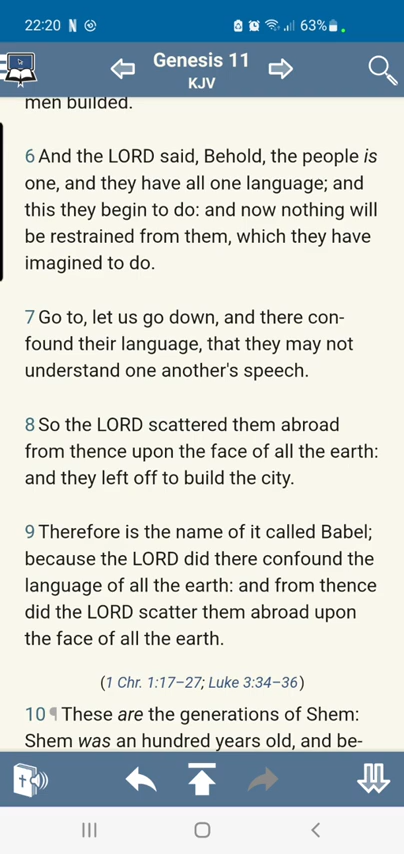 22:20 N 63%
Genesis 11
KJV
men builded.
6 And the LORD said, Behold, the people is
one, and they have all one language; and
this they begin to do: and now nothing will
be restrained from them, which they have
imagined to do.
7 Go to, let us go down, and there con-
found their language, that they may not
understand one another's speech.
8 So the LORD scattered them abroad
from thence upon the face of all the earth:
and they left off to build the city.
9 Therefore is the name of it called Babel;
because the LORD did there confound the
language of all the earth: and from thence
did the LORD scatter them abroad upon
the face of all the earth.
(1 Chr. 1:17–27; Luke 3:34–36)
10 ¶ These are the generations of Shem:
Shem was an hundred years old, and be-